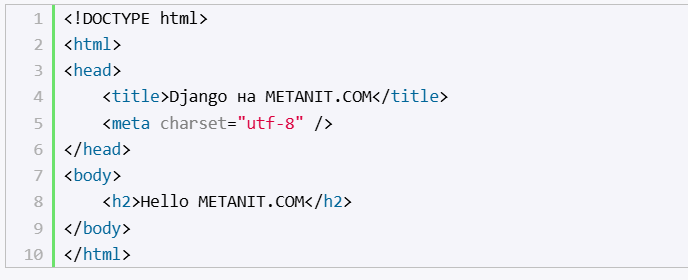 1 <!DOCTYPE html>
2 <html>
3 <head>
4     <title>Django на METANIT.COM</title>
5     <meta charset="utf-8" />
6 </head>
7 <body>
8     <h2>Hello METANIT.COM</h2>
9 </body>
10 </html>